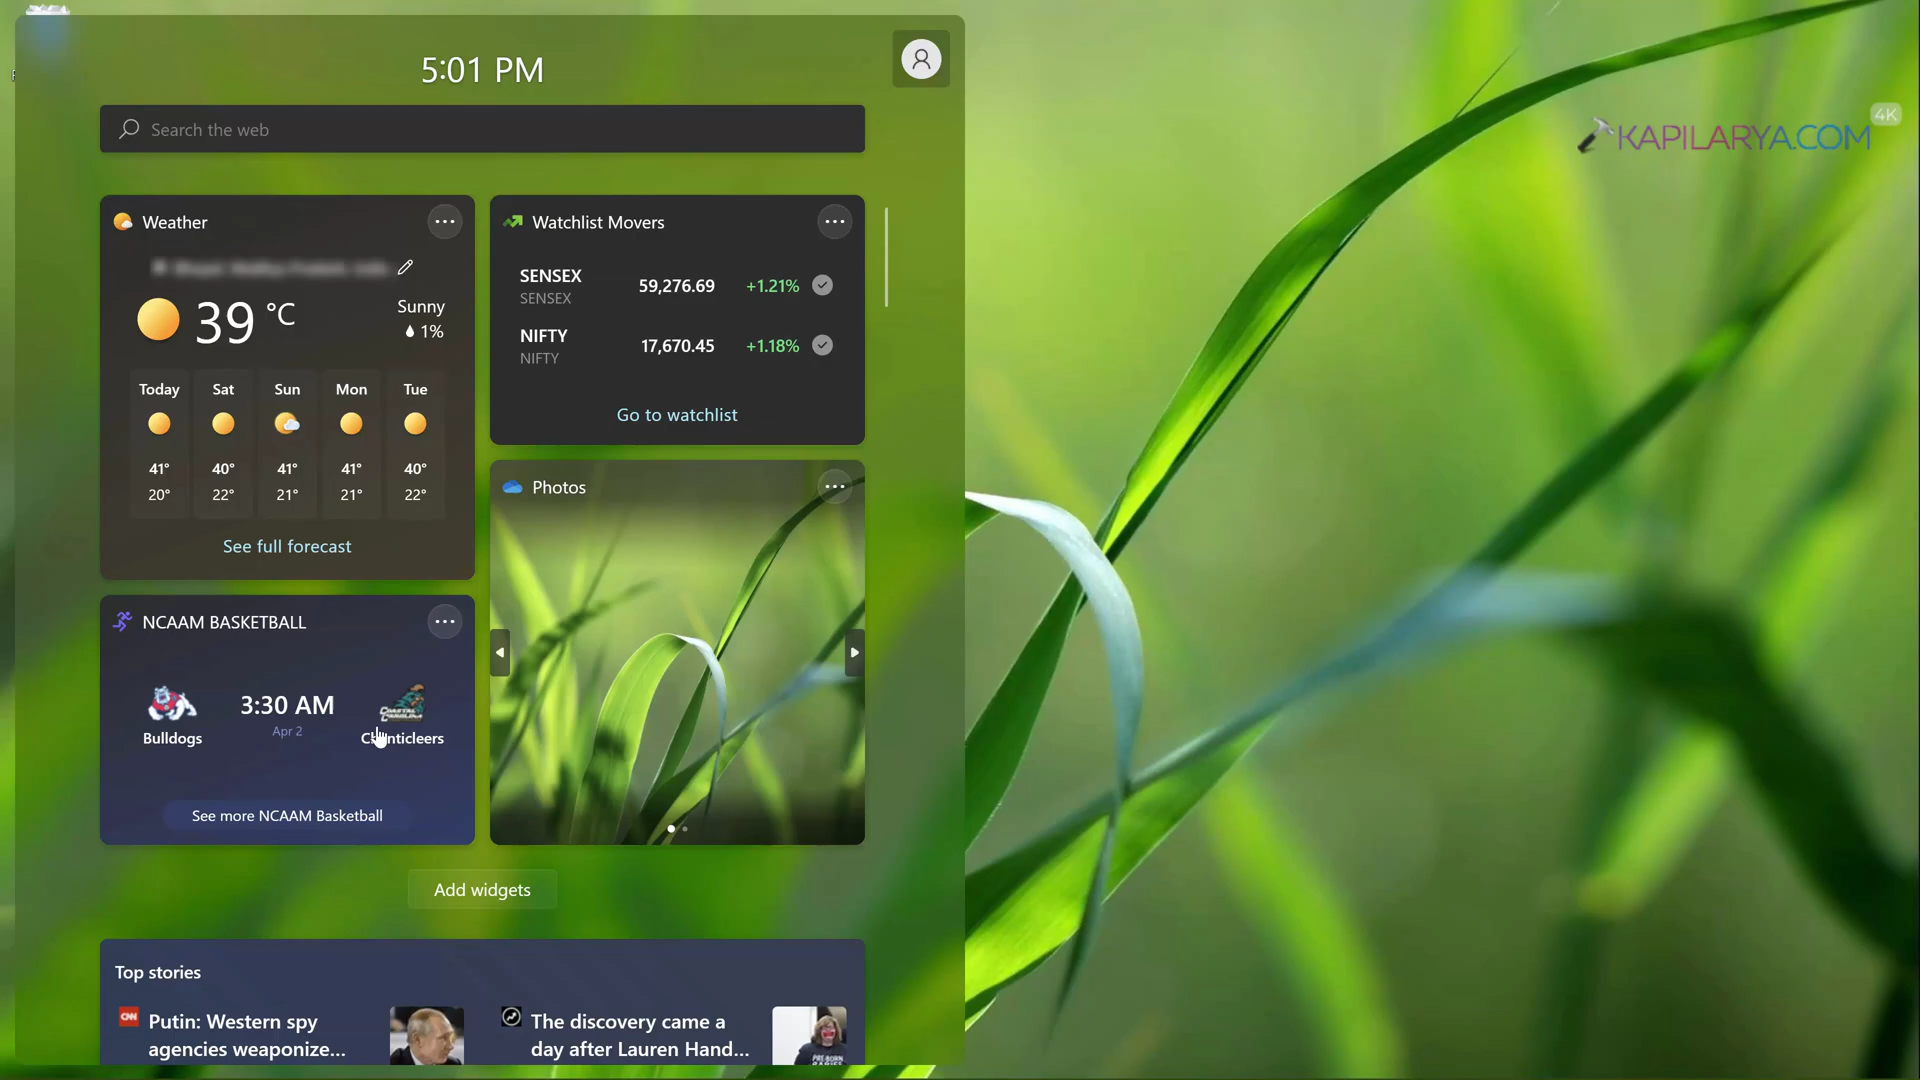 5:01 PM
Search the web
Weather
39 °C
Sunny
1%
Today Sat Sun Mon Tue
41° 40° 41° 41° 40°
20° 22° 21° 21° 22°
See full forecast
Watchlist Movers
SENSEX 59,276.69 +1.21%
SENSEX
NIFTY 17,670.45 +1.18%
NIFTY
Go to watchlist
NCAAM BASKETBALL
3:30 AM
Apr 2
COASTAL
CAROLINA
Bulldogs
See more NCAAM Basketball
Photos
Add widgets
Top stories
CNN
Putin: Western spy
agencies weaponize...
The discovery came a
day after Lauren Hand...
KAPILARYA.COM
4K